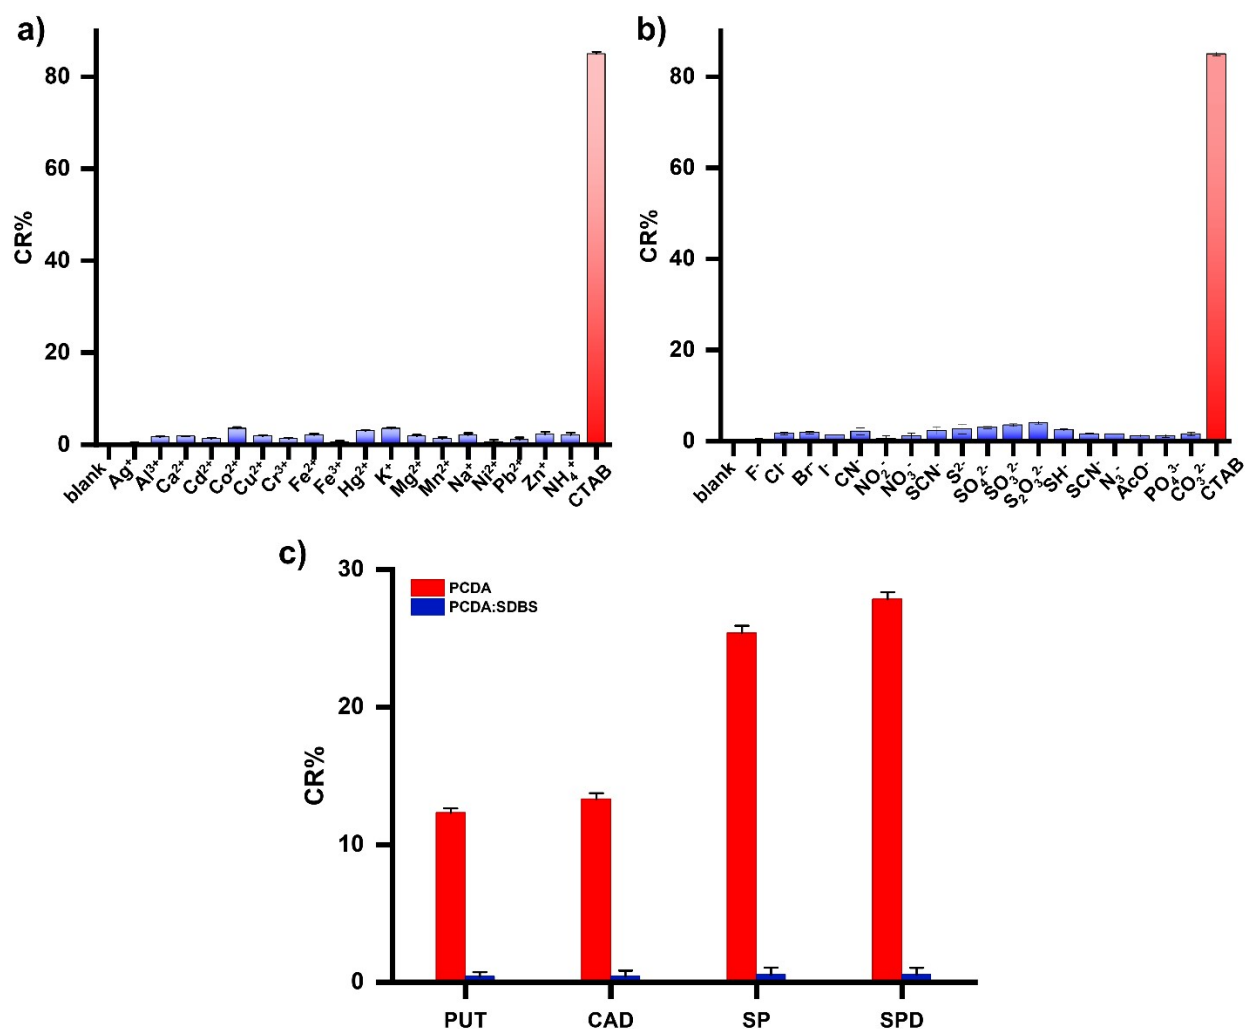 a)
CR%
80
60
40
20
0
blank Ag⁺ Al³⁺ Ca²⁺ Cd²⁺ Co²⁺ Cu²⁺ Cr³⁺ Fe²⁺ Fe³⁺ Hg²⁺ K⁺ Mg²⁺ Mn²⁺ Na⁺ Ni²⁺ Pb²⁺ Zn⁺ NH₄⁺ CTAB
b)
CR%
80
60
40
20
0
blank F⁻ Cl⁻ Br⁻ I⁻ CN⁻ NO₂⁻ NO₃⁻ SCN⁻ S²⁻ SO₄²⁻ SO₃²⁻ S₂O₃²⁻ SH⁻ SCN⁻ N₃⁻ AcO⁻ PO₄³⁻ CO₃²⁻ CTAB
c)
CR%
30
20
10
0
PCDA
PCDA:SDBS
PUT CAD SP SPD